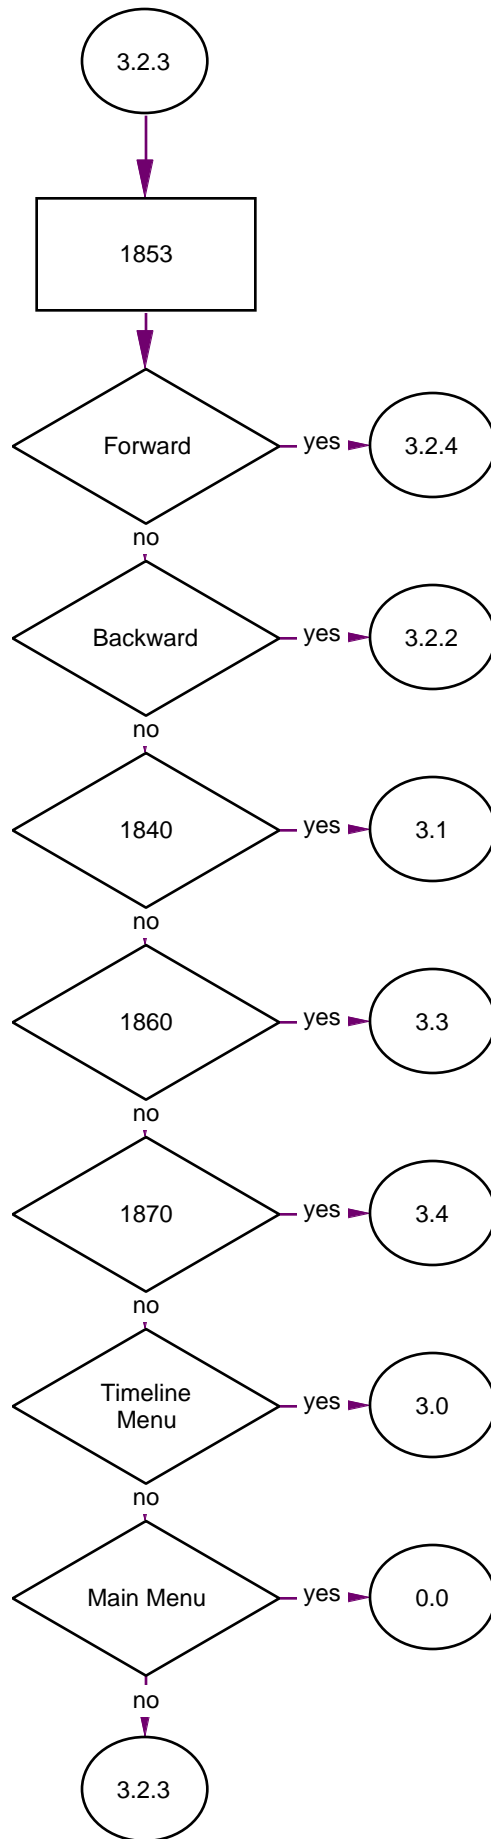 3.2.3
1853
Forward
yes
3.2.4
no
Backward
yes
3.2.2
no
1840
yes
3.1
no
1860
yes
3.3
no
1870
yes
3.4
no
Timeline
Menu
yes
3.0
no
Main Menu
yes
0.0
no
3.2.3